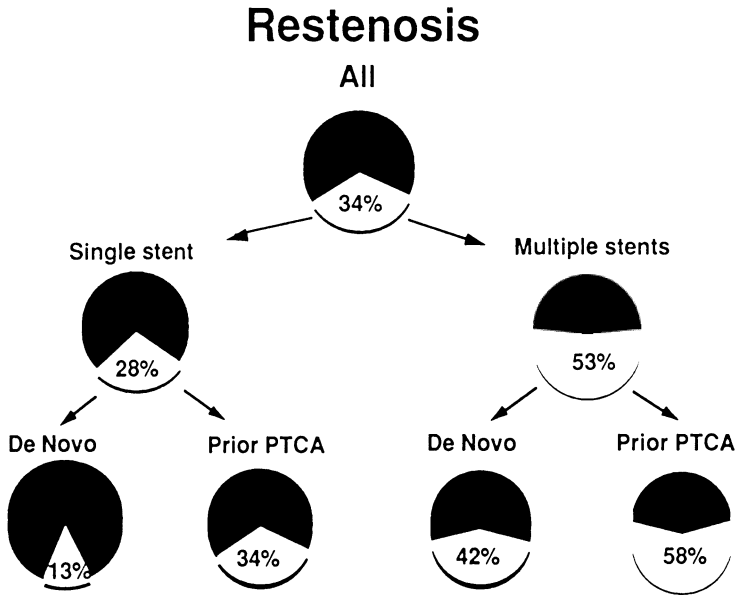 Restenosis
All
34%
Single stent
28%
Multiple stents
53%
De Novo
13%
Prior PTCA
34%
De Novo
42%
Prior PTCA
58%